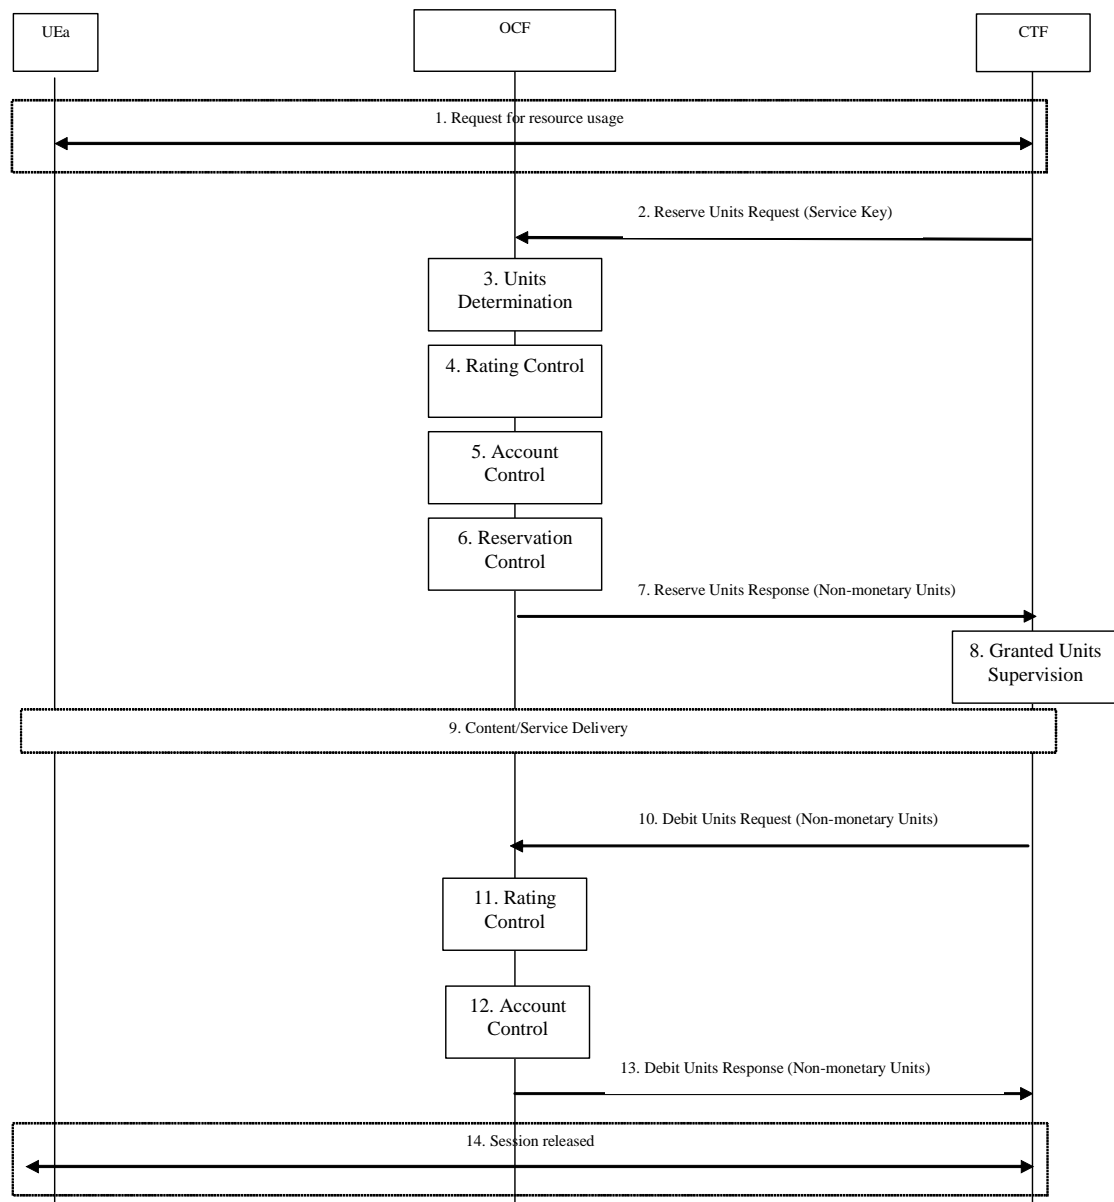 UEa
OCF
CTF
1. Request for resource usage
2. Reserve Units Request (Service Key)
3. Units
Determination
4. Rating Control
5. Account
Control
6. Reservation
Control
7. Reserve Units Response (Non-monetary Units)
8. Granted Units
Supervision
9. Content/Service Delivery
10. Debit Units Request (Non-monetary Units)
11. Rating
Control
12. Account
Control
13. Debit Units Response (Non-monetary Units)
14. Session released